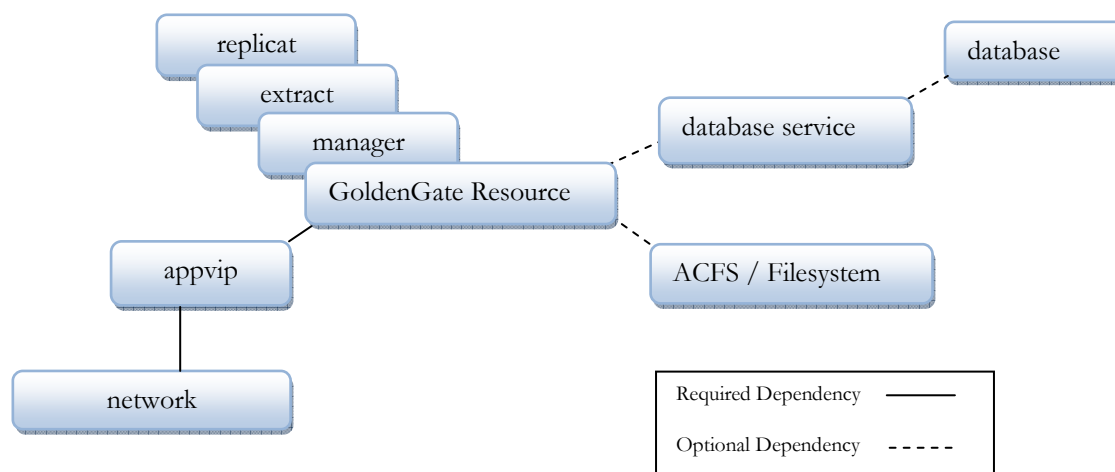 replicat
extract
manager
GoldenGate Resource
database
database service
ACFS / Filesystem
appvip
network
Required Dependency
Optional Dependency